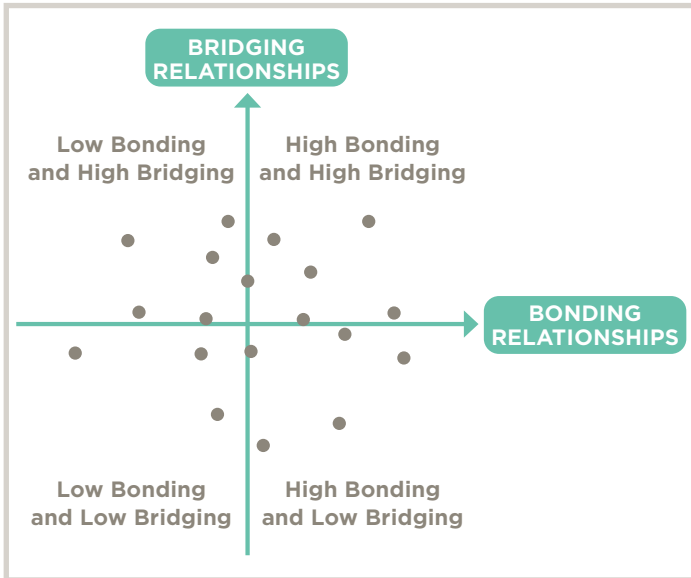 BRIDGING
RELATIONSHIPS
Low Bonding
and High Bridging
High Bonding
and High Bridging
BONDING
RELATIONSHIPS
Low Bonding
and Low Bridging
High Bonding
and Low Bridging